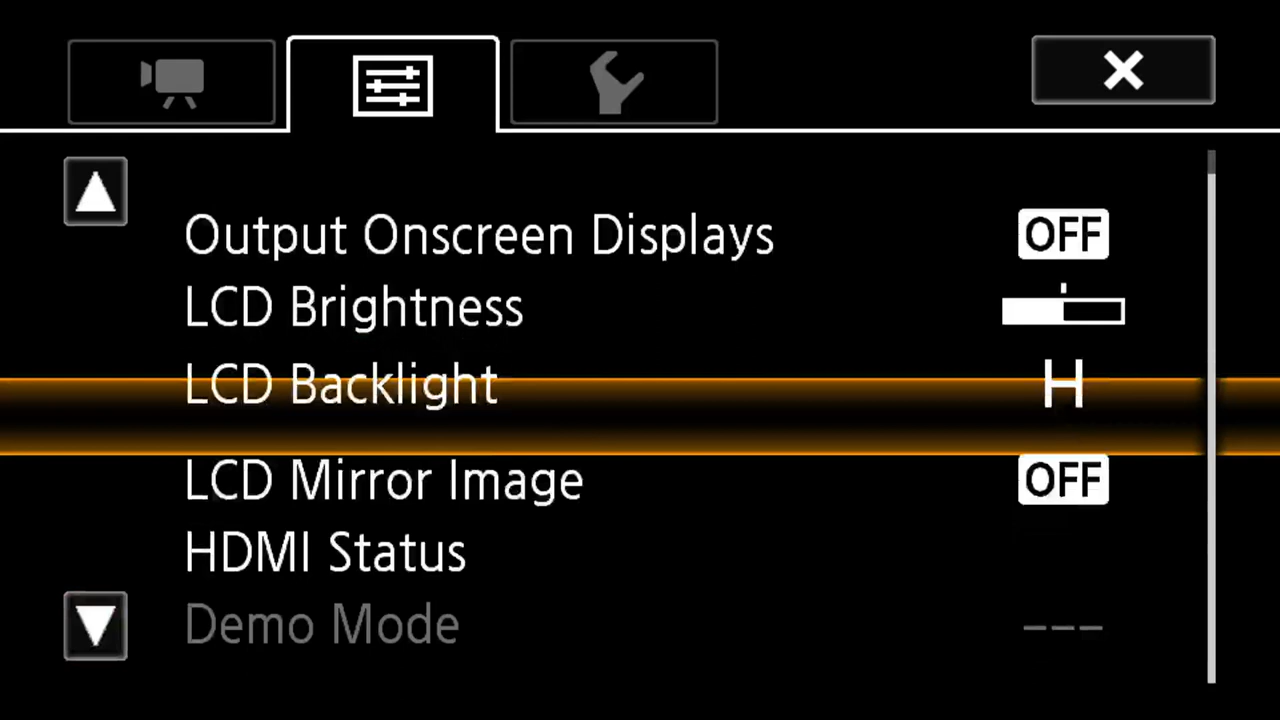 Output Onscreen Displays OFF
LCD Brightness
LCD Backlight H
LCD Mirror Image OFF
HDMI Status
Demo Mode ---